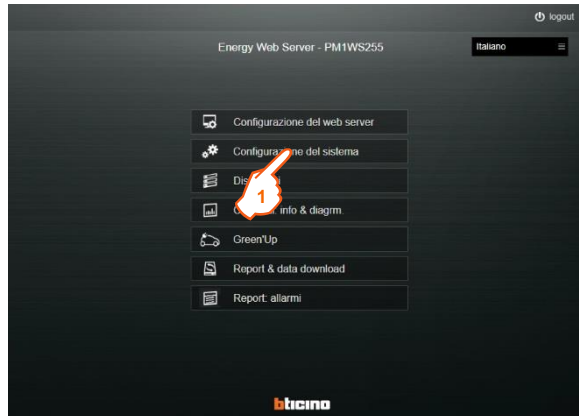 logout
Energy Web Server - PM1WS255
Italiano
Configurazione del web server
Configurazione del sistema
1
info & diagrm.
Green'Up
Report & data download
Report: allarmi
bticino